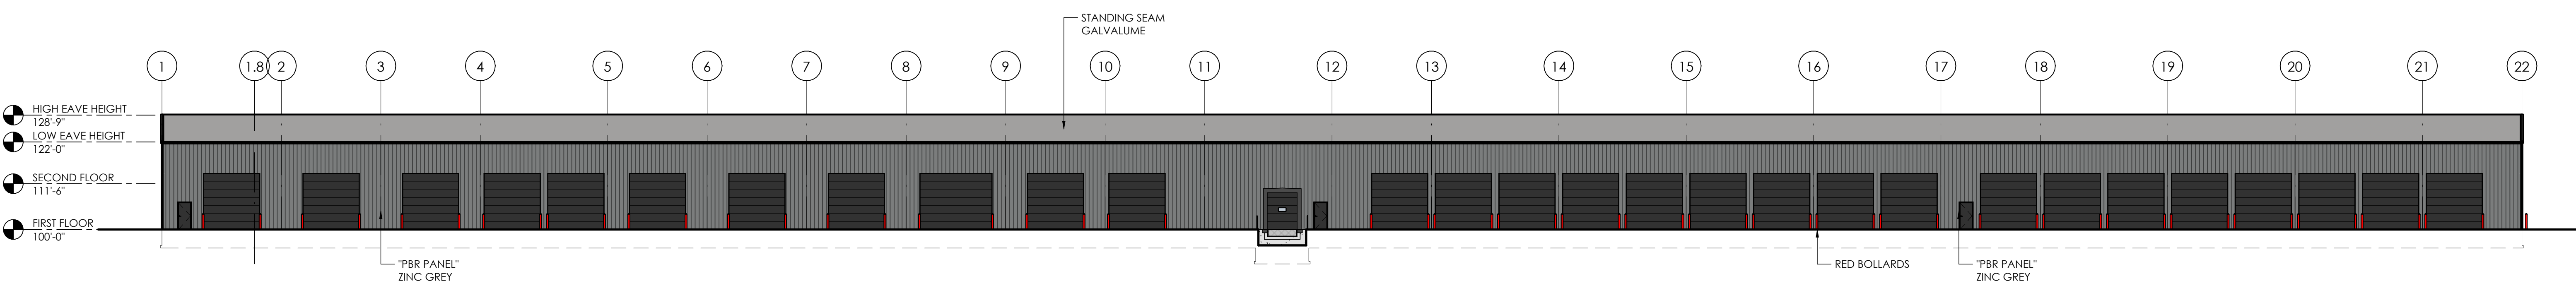 STANDING SEAM
GALVALUME
1
1.8
2
3
4
5
6
7
8
9
10
11
12
13
14
15
16
17
18
19
20
21
22
HIGH EAVE HEIGHT
128'-9"
LOW EAVE HEIGHT
122'-0"
SECOND FLOOR
111'-6"
FIRST FLOOR
100'-0"
"PBR PANEL"
ZINC GREY
RED BOLLARDS
"PBR PANEL"
ZINC GREY